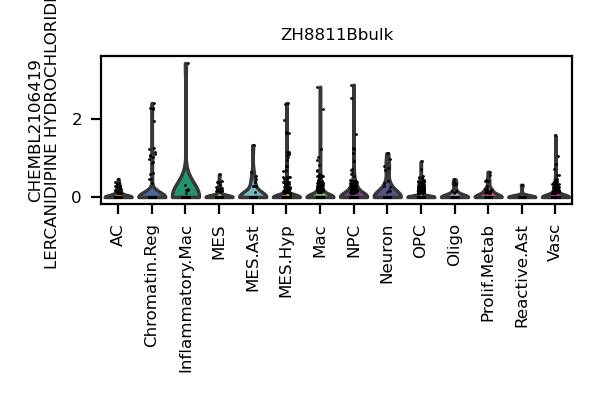 ZH8811Bbulk
CHEMBL2106419
LERCANIDIPINE HYDROCHLORIDE
2
0
AC
Chromatin.Reg
Inflammatory.Mac
MES
MES.Ast
MES.Hyp
Mac
NPC
Neuron
OPC
Oligo
Prolif.Metab
Reactive.Ast
Vasc